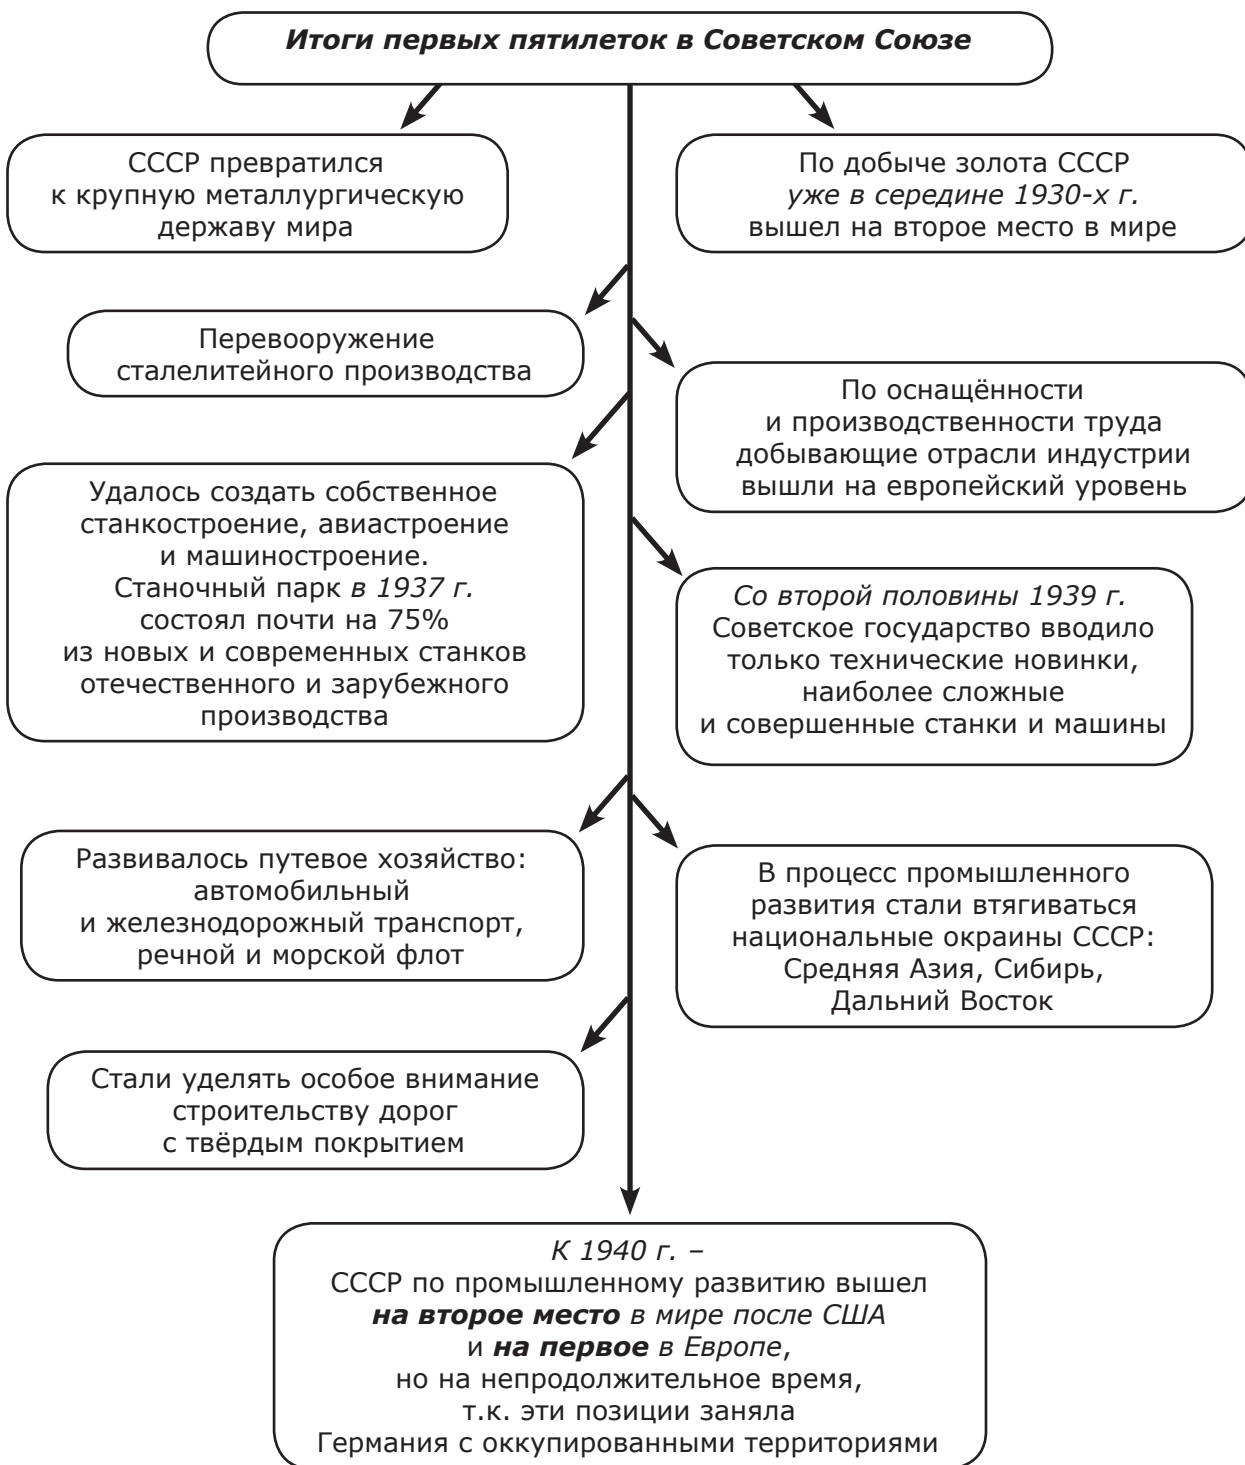 Итоги первых пятилеток в Советском Союзе
СССР превратился
к крупную металлургическую
державу мира
По добыче золота СССР
уже в середине 1930-х г.
вышел на второе место в мире
Перевооружение
сталелитейного производства
По оснащённости
и производственности труда
добывающие отрасли индустрии
вышли на европейский уровень
Удалось создать собственное
станкостроение, авиастроение
и машиностроение.
Станочный парк в 1937 г.
состоял почти на 75%
из новых и современных станков
отечественного и зарубежного
производства
Со второй половины 1939 г.
Советское государство вводило
только технические новинки,
наиболее сложные
и совершенные станки и машины
Развивалось путевое хозяйство:
автомобильный
и железнодорожный транспорт,
речной и морской флот
В процесс промышленного
развития стали втягиваться
национальные окраины СССР:
Средняя Азия, Сибирь,
Дальний Восток
Стали уделять особое внимание
строительству дорог
с твёрдым покрытием
К 1940 г. –
СССР по промышленному развитию вышел
на второе место в мире после США
и на первое в Европе,
но на непродолжительное время,
т.к. эти позиции заняла
Германия с оккупированными территориями